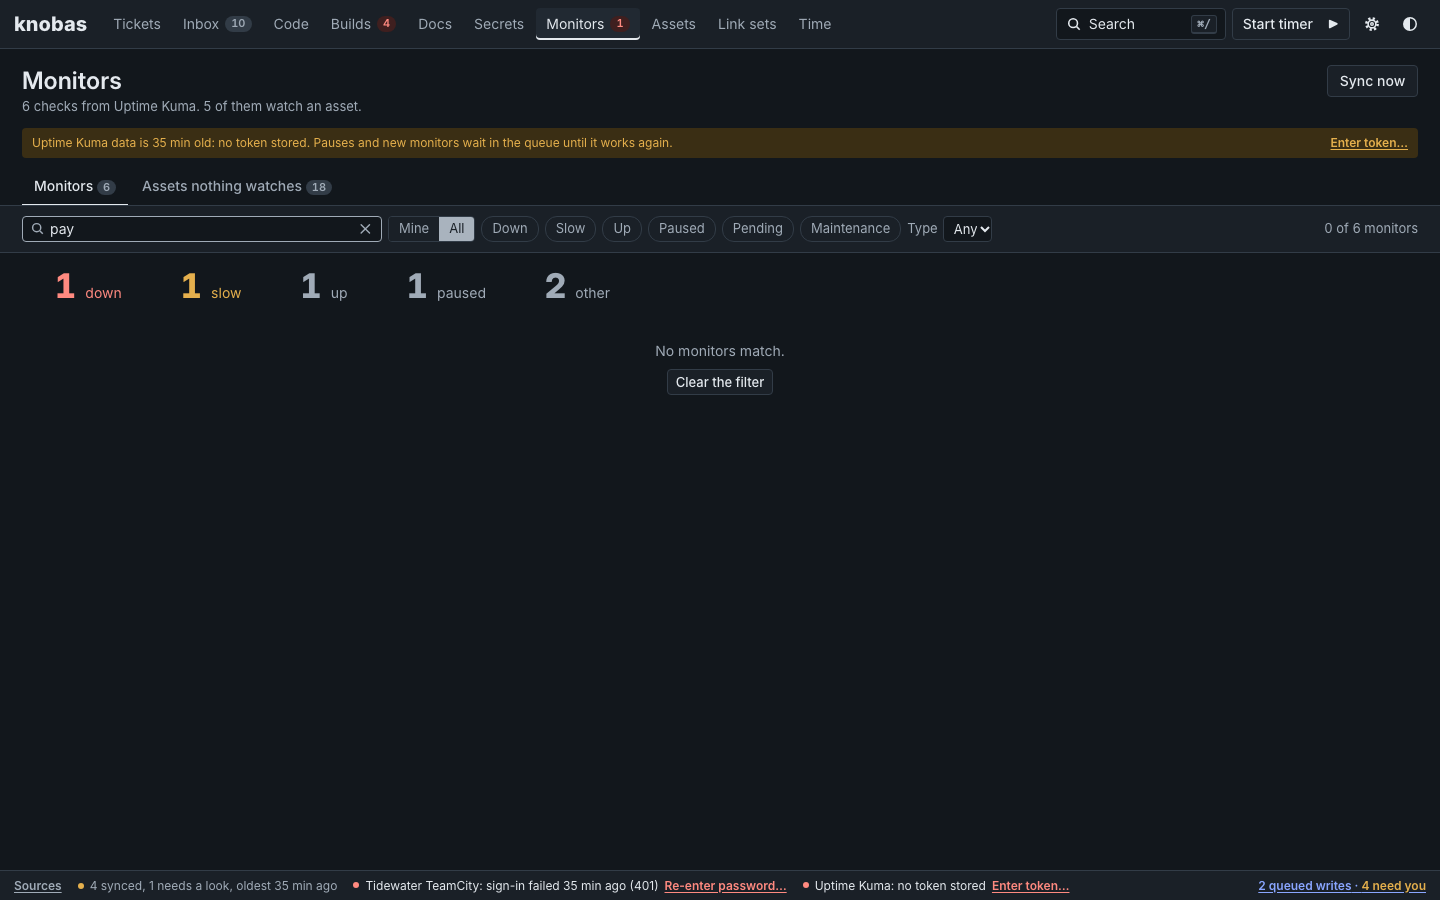 knobas Tickets Inbox 10 Code Builds 4 Docs Secrets Monitors 1 Assets Link sets Time Search ⌘/ Start timer
Monitors
Sync now
6 checks from Uptime Kuma. 5 of them watch an asset.
Uptime Kuma data is 35 min old: no token stored. Pauses and new monitors wait in the queue until it works again. Enter token…
Monitors 6 Assets nothing watches 18
pay Mine All Down Slow Up Paused Pending Maintenance Type Any 0 of 6 monitors
1 down 1 slow 1 up 1 paused 2 other
No monitors match.
Clear the filter
Sources 4 synced, 1 needs a look, oldest 35 min ago Tidewater TeamCity: sign-in failed 35 min ago (401) Re-enter password… Uptime Kuma: no token stored Enter token… 2 queued writes · 4 need you